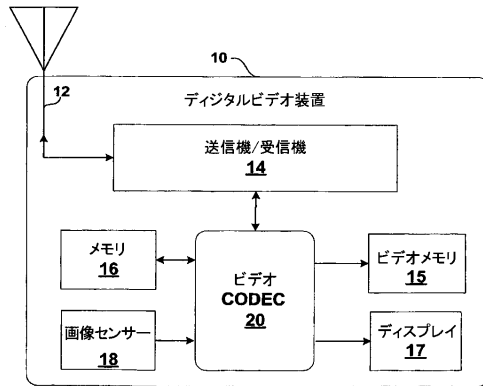 10
12
ディジタルビデオ装置
送信機/受信機
14
メモリ
16
ビデオ
CODEC
20
ビデオメモリ
15
画像センサー
18
ディスプレイ
17